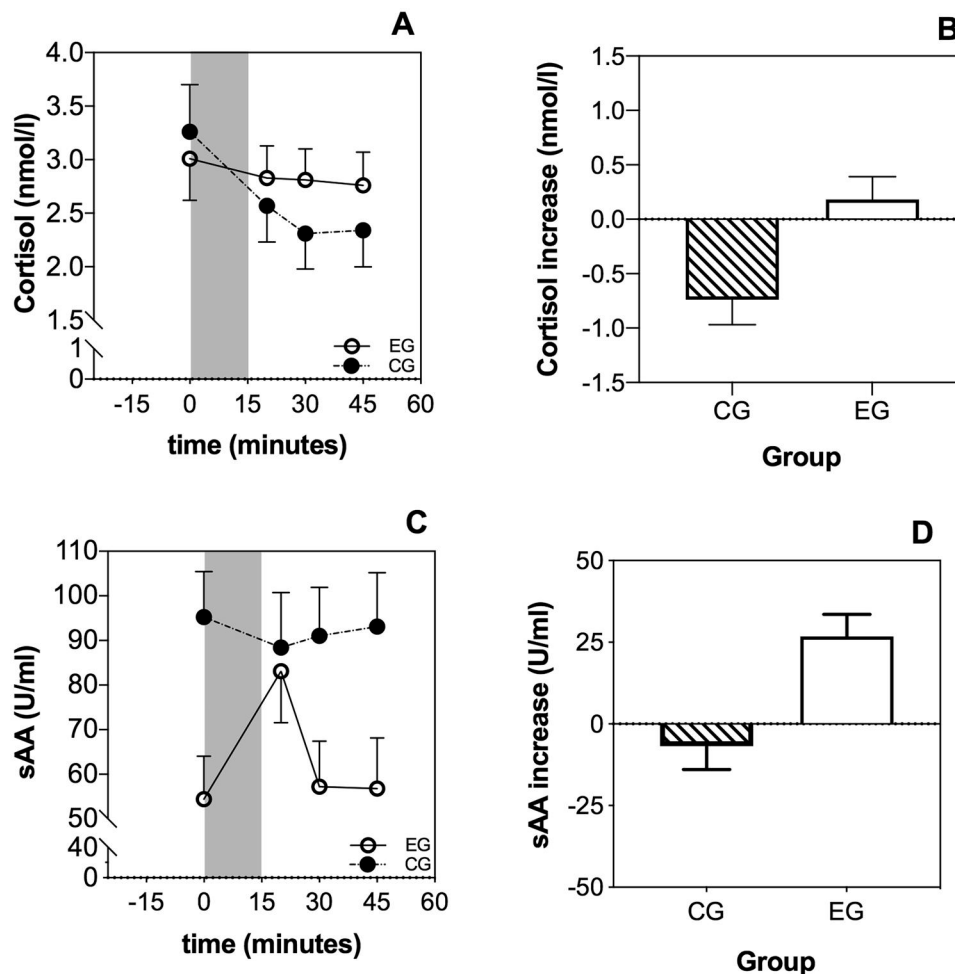 A
Cortisol (nmol/l)
4.0
3.5
3.0
2.5
2.0
1.5
1
0
EG
CG
-15 0 15 30 45 60
time (minutes)
B
Cortisol increase (nmol/l)
1.5
1.0
0.5
0.0
-0.5
-1.0
-1.5
CG EG
Group
C
sAA (U/ml)
110
100
90
80
70
60
50
40
0
EG
CG
-15 0 15 30 45 60
time (minutes)
D
sAA increase (U/ml)
50
25
0
-25
-50
CG EG
Group